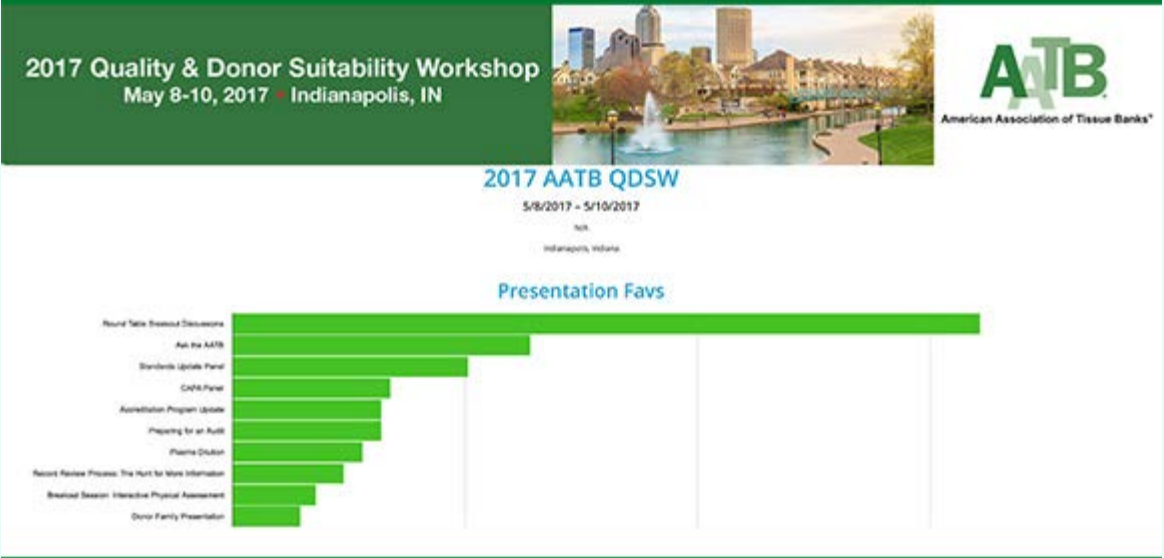 2017 Quality & Donor Suitability Workshop
May 8-10, 2017 • Indianapolis, IN
AATB
American Association of Tissue Banks®
2017 AATB QDSW
5/8/2017 – 5/10/2017
N/A
Indianapolis, Indiana
Presentation Favs
Round Table Breakout Discussions
Ask the AATB
Standards Update Panel
CAPA Panel
Accreditation Program Update
Preparing for an Audit
Plasma Dilution
Record Review Process: The Hunt for More Information
Breakout Session: Interactive Physical Assessment
Donor Family Presentation